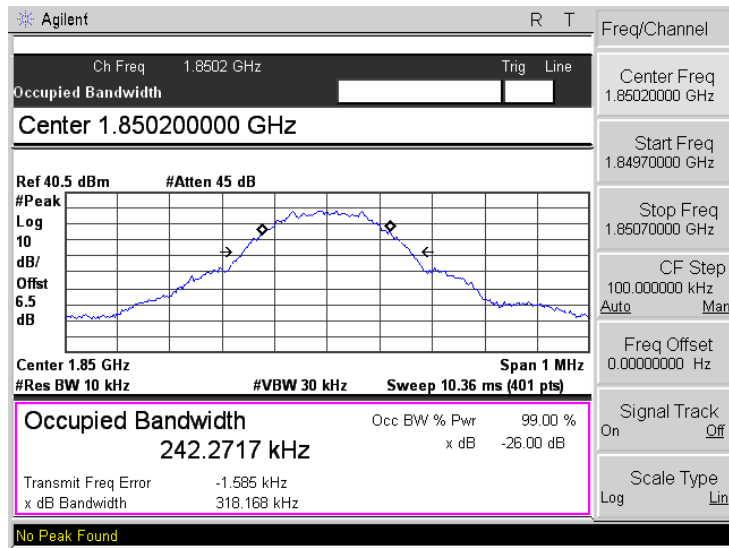 Agilent R T
Freq/Channel
Ch Freq 1.8502 GHz Trig Line
Occupied Bandwidth
Center 1.850200000 GHz
Ref 40.5 dBm #Atten 45 dB
#Peak
Log
10
dB/
Offst
6.5
dB
Center 1.85 GHz Span 1 MHz
#Res BW 10 kHz #VBW 30 kHz Sweep 10.36 ms (401 pts)
Occupied Bandwidth Occ BW % Pwr 99.00 %
242.2717 kHz x dB -26.00 dB
Transmit Freq Error -1.585 kHz
x dB Bandwidth 318.168 kHz
No Peak Found
Center Freq
1.85020000 GHz
Start Freq
1.84970000 GHz
Stop Freq
1.85070000 GHz
CF Step
100.000000 kHz
Auto Man
Freq Offset
0.00000000 Hz
Signal Track
On Off
Scale Type
Log Lin